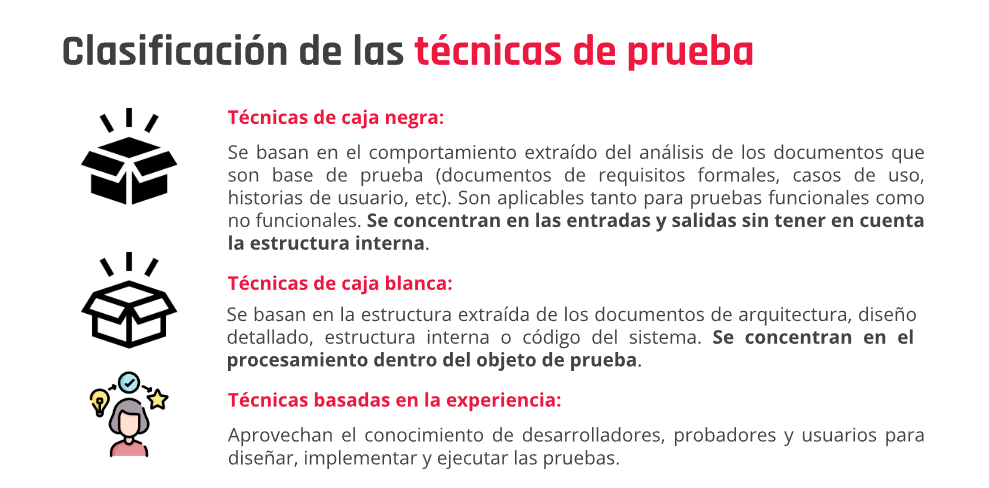 Clasificación de las técnicas de prueba
Técnicas de caja negra:
Se basan en el comportamiento extraído del análisis de los documentos que
son base de prueba (documentos de requisitos formales, casos de uso,
historias de usuario, etc). Son aplicables tanto para pruebas funcionales como
no funcionales. Se concentran en las entradas y salidas sin tener en cuenta
la estructura interna.
Técnicas de caja blanca:
Se basan en la estructura extraída de los documentos de arquitectura, diseño
detallado, estructura interna o código del sistema. Se concentran en el
procesamiento dentro del objeto de prueba.
Técnicas basadas en la experiencia:
Aprovechan el conocimiento de desarrolladores, probadores y usuarios para
diseñar, implementar y ejecutar las pruebas.